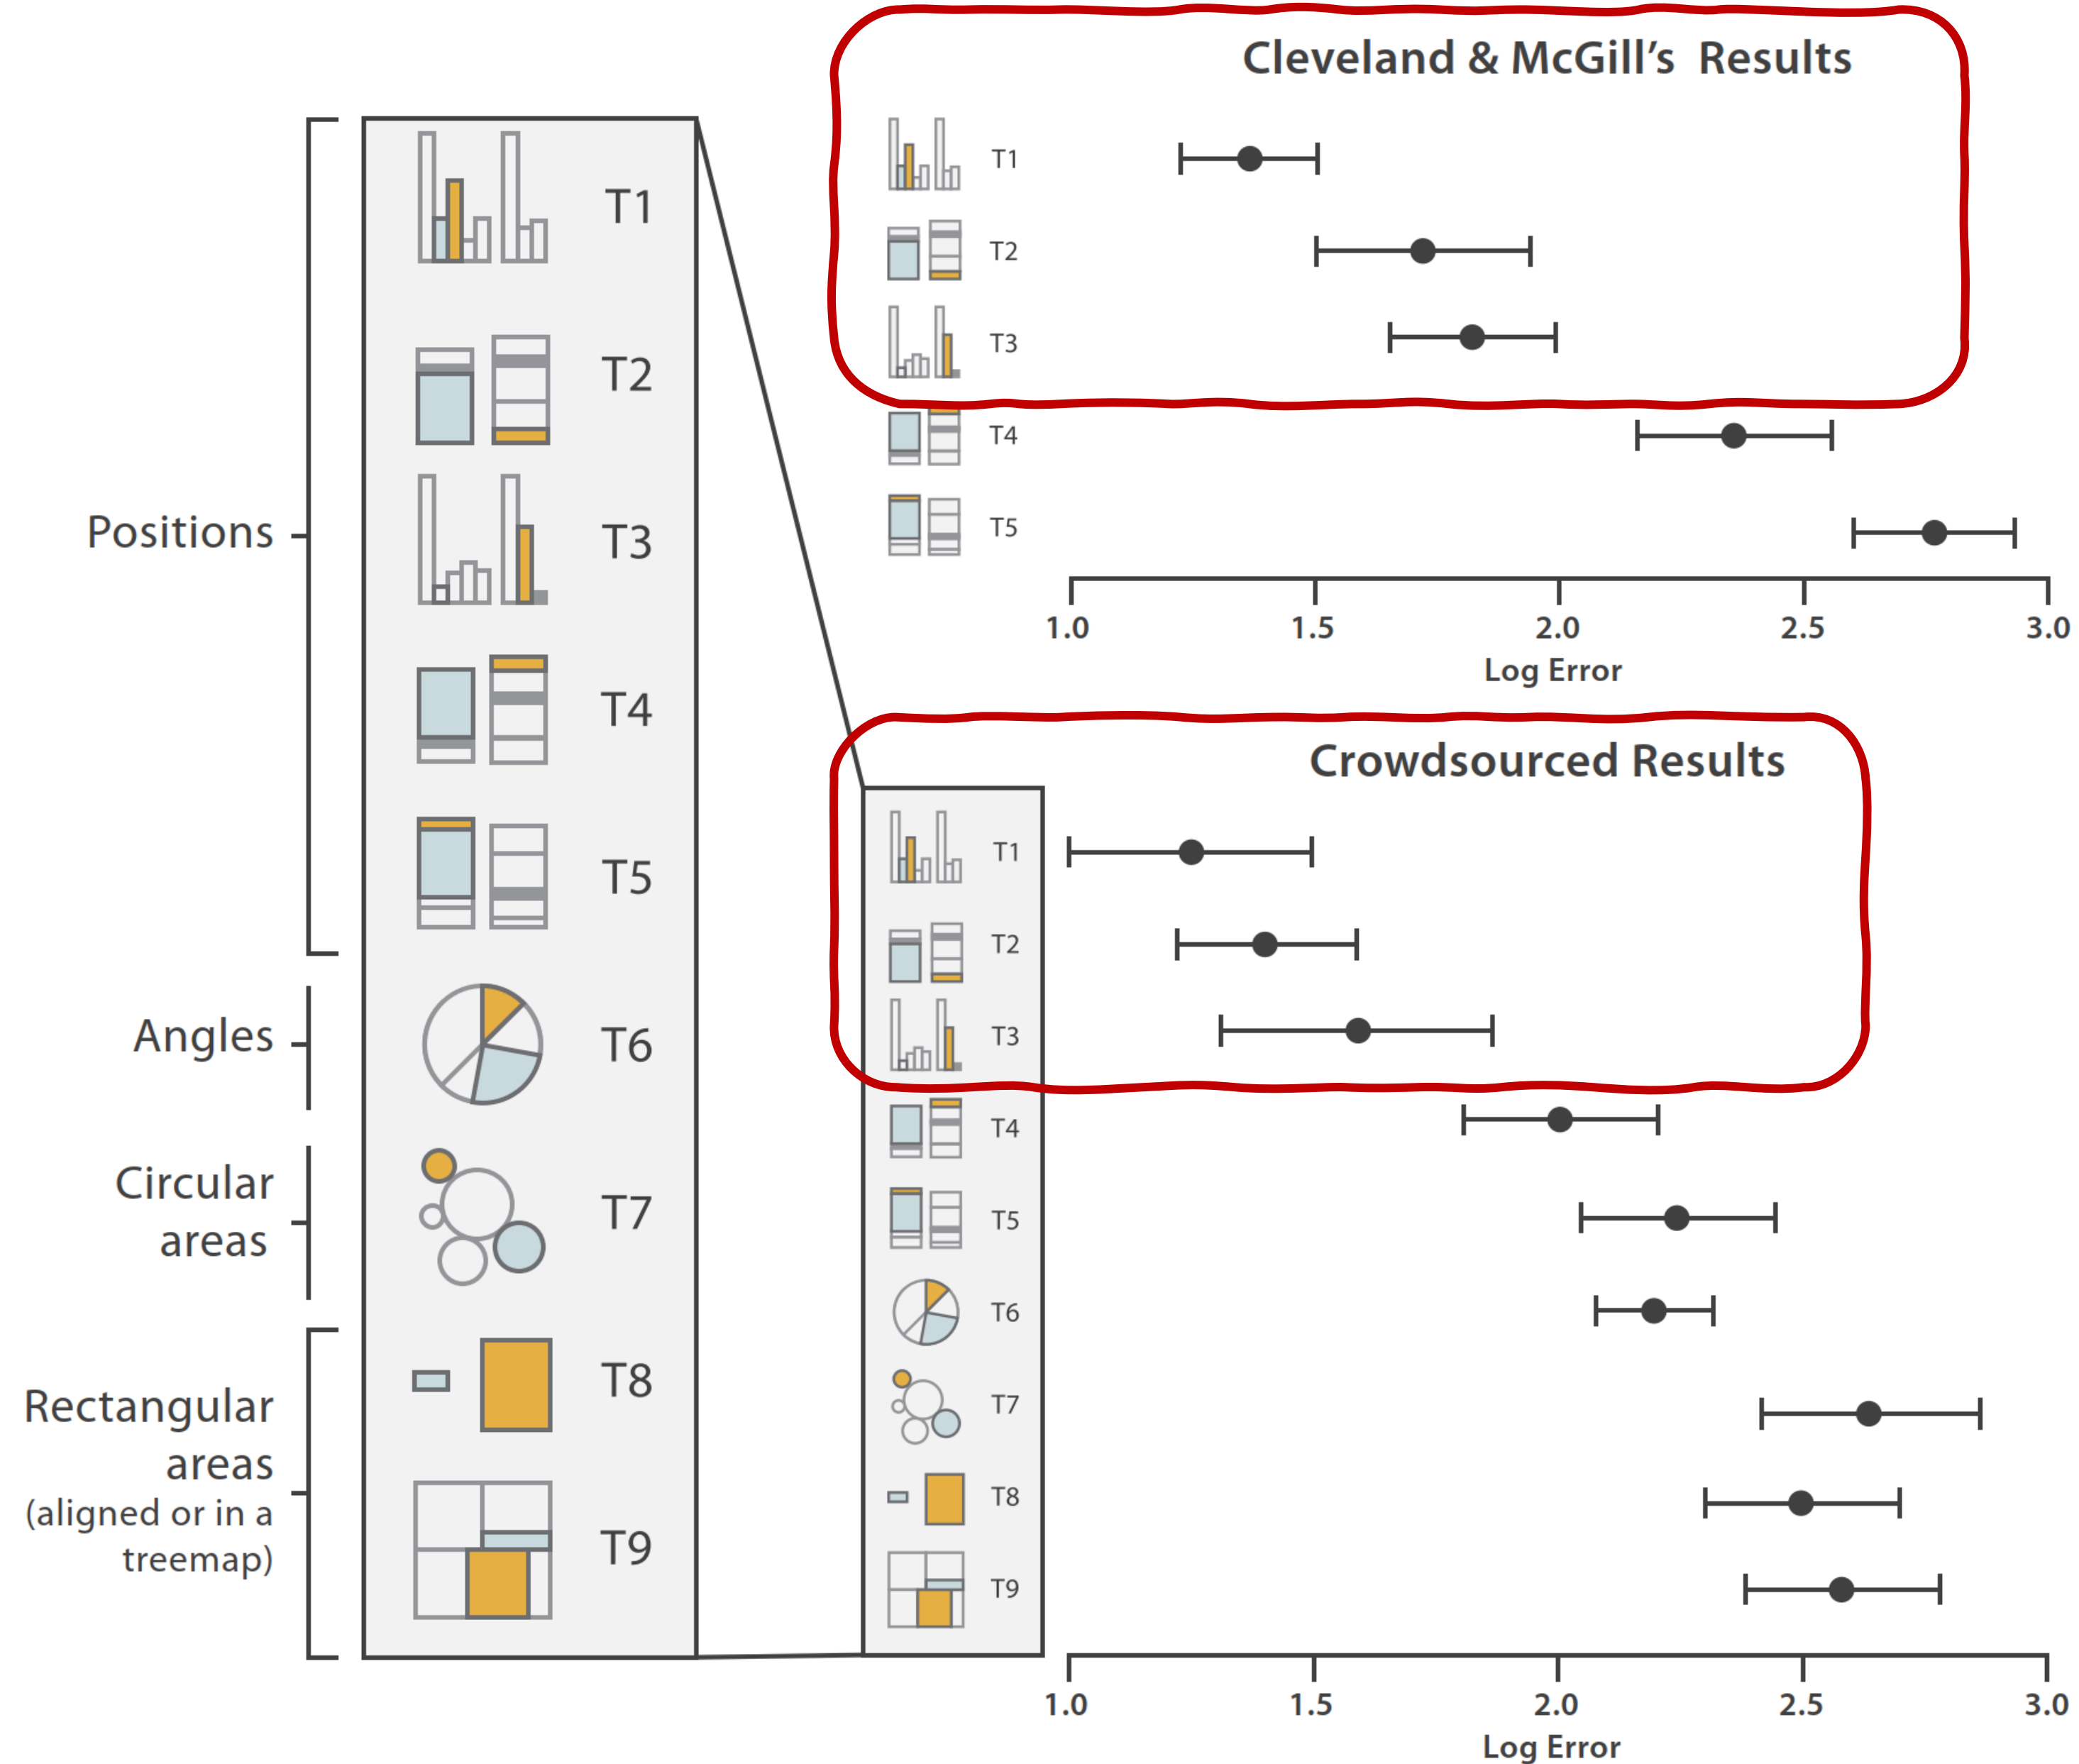 Cleveland & McGill's Results
T1
T2
T3
T4
T5
1.0 1.5 2.0 2.5 3.0
Log Error
Positions
Angles
Circular
areas
Rectangular
areas
(aligned or in a
treemap)
T1
T2
T3
T4
T5
T6
T7
T8
T9
Crowdsourced Results
T1
T2
T3
T4
T5
T6
T7
T8
T9
1.0 1.5 2.0 2.5 3.0
Log Error